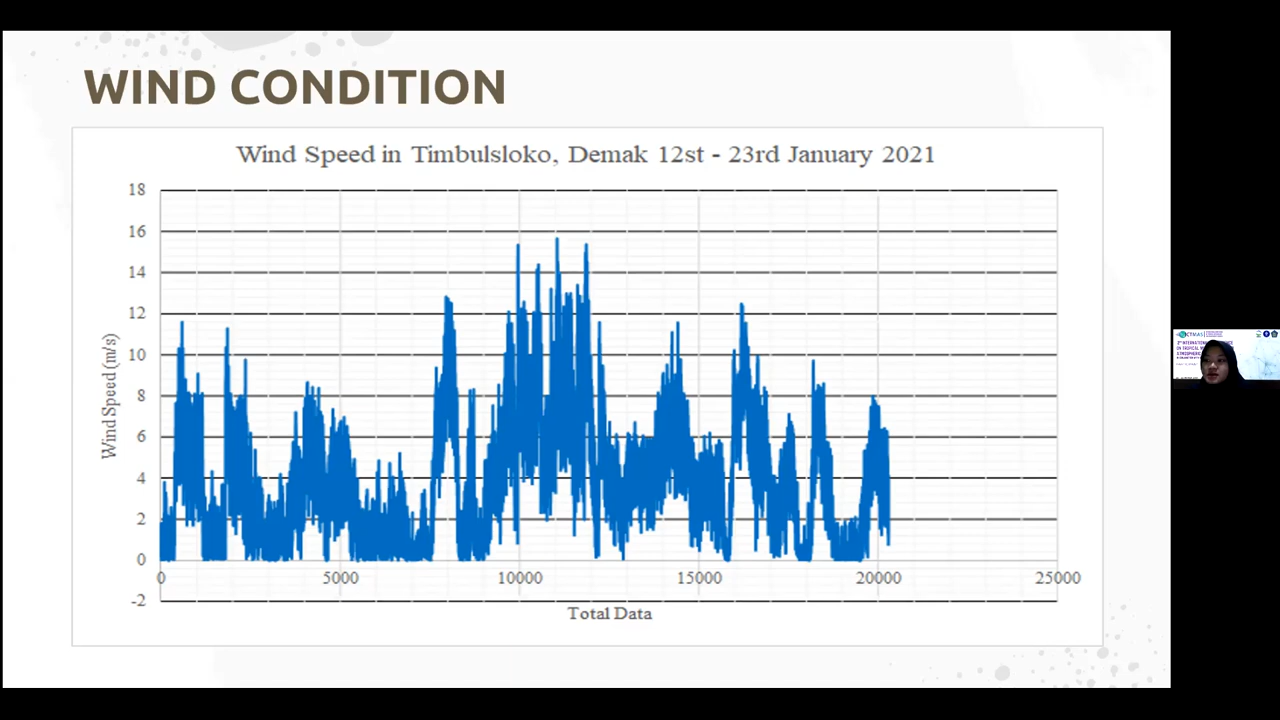 WIND CONDITION
Wind Speed in Timbulsloko, Demak 12st - 23rd January 2021
18
16
14
12
10
8
6
4
2
0
-2
Wind Speed (m/s)
0 5000 10000 15000 20000 25000
Total Data